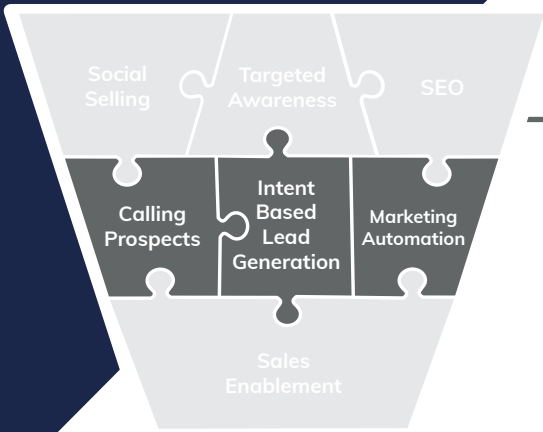 Social
Selling
Targeted
Awareness
SEO
Calling
Prospects
Intent
Based
Lead
Generation
Marketing
Automation
Sales
Enablement